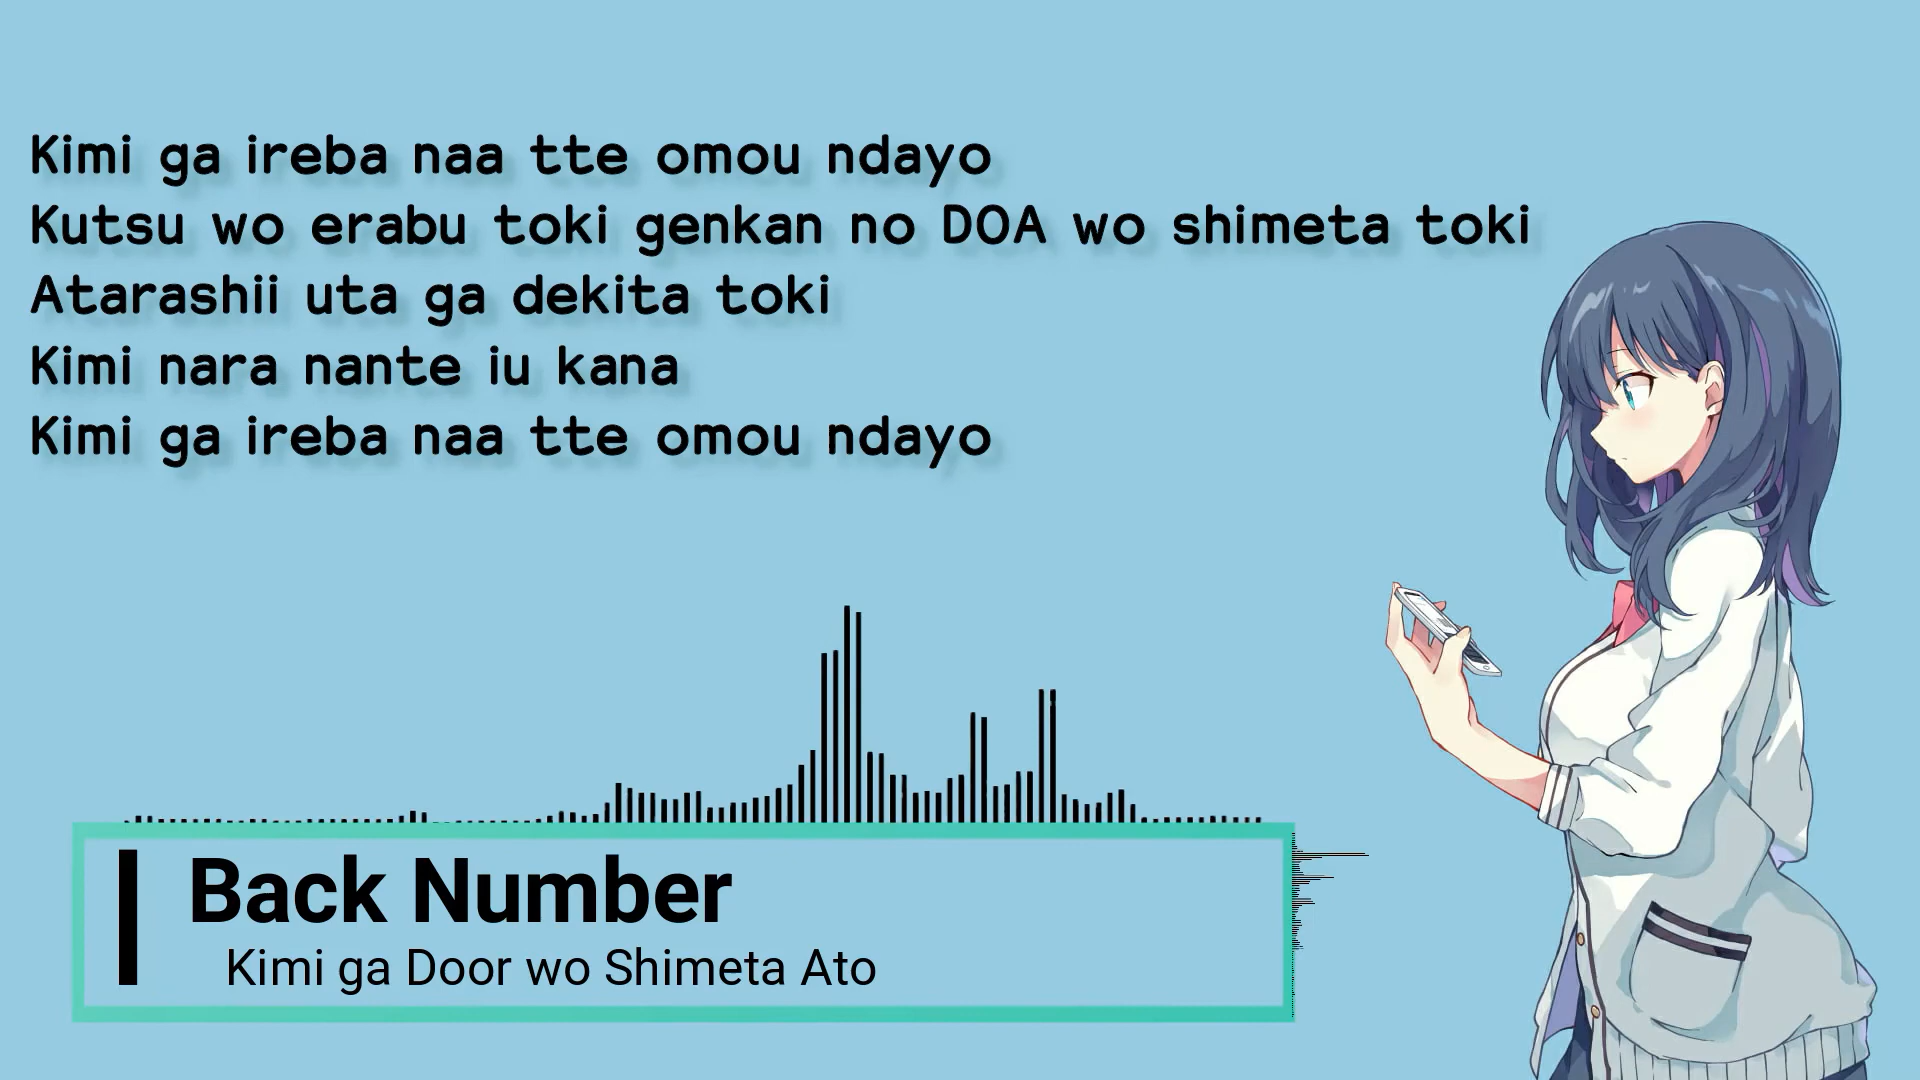 Kimi ga ireba naa tte omou ndayo
Kutsu wo erabu toki genkan no DOA wo shimeta toki
Atarashii uta ga dekita toki
Kimi nara nante iu kana
Kimi ga ireba naa tte omou ndayo
Back Number
Kimi ga Door wo Shimeta Ato